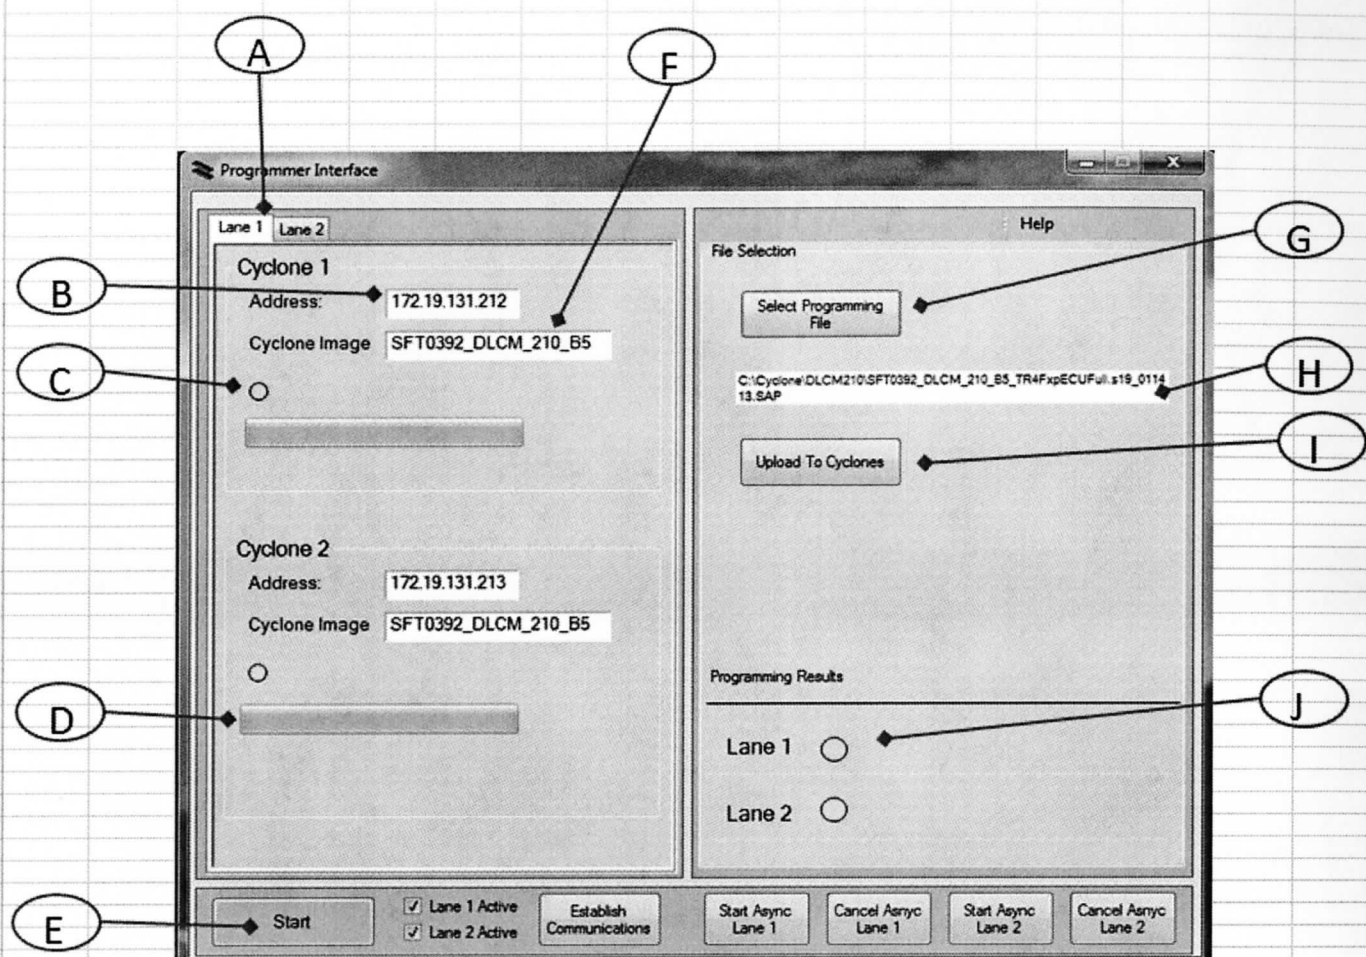 A
F
Programmer Interface
Lane 1 Lane 2
Help
G
Cyclone 1
File Selection
B
Address: 172.19.131.212
Select Programming
File
Cyclone Image SFT0392_DLCM_210_B5
C
C:\Cyclone\DLCM210\SFT0392_DLCM_210_B5_TR4FxpECUFull.s19_0114
13.SAP
H
I
Upload To Cyclones
Cyclone 2
Address: 172.19.131.213
Cyclone Image SFT0392_DLCM_210_B5
Programming Results
D
J
Lane 1
Lane 2
E
Start
Lane 1 Active
Lane 2 Active
Establish
Communications
Start Async
Lane 1
Cancel Asnyc
Lane 1
Start Async
Lane 2
Cancel Asnyc
Lane 2